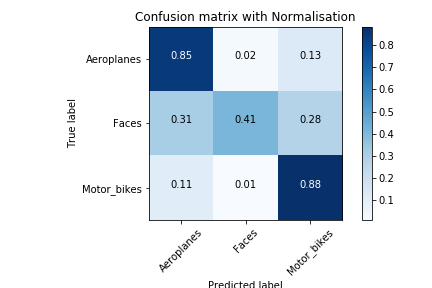 Confusion matrix with Normalisation
True label
Aeroplanes 0.85 0.02 0.13
Faces 0.31 0.41 0.28
Motor_bikes 0.11 0.01 0.88
Aeroplanes Faces Motor_bikes
Predicted label
0.8
0.7
0.6
0.5
0.4
0.3
0.2
0.1